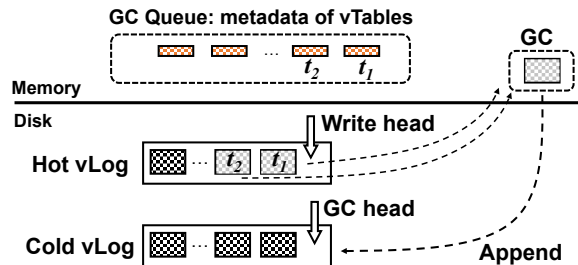 GC Queue: metadata of vTables
...
t2 t1
GC
Memory
Disk
Write head
Hot vLog
... t2 t1
GC head
Cold vLog
...
Append